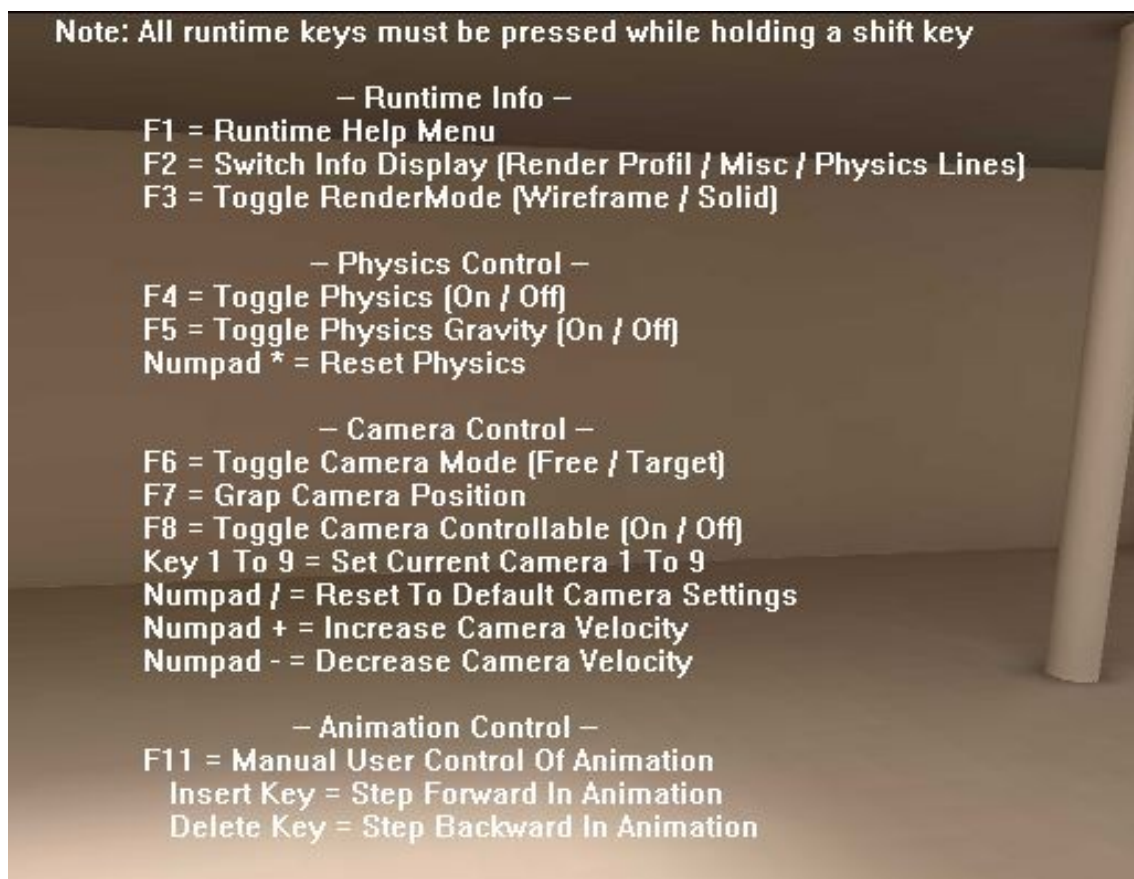 Note: All runtime keys must be pressed while holding a shift key
– Runtime Info –
F1 = Runtime Help Menu
F2 = Switch Info Display (Render Profil / Misc / Physics Lines)
F3 = Toggle RenderMode (Wireframe / Solid)
– Physics Control –
F4 = Toggle Physics (On / Off)
F5 = Toggle Physics Gravity (On / Off)
Numpad * = Reset Physics
– Camera Control –
F6 = Toggle Camera Mode (Free / Target)
F7 = Grap Camera Position
F8 = Toggle Camera Controllable (On / Off)
Key 1 To 9 = Set Current Camera 1 To 9
Numpad / = Reset To Default Camera Settings
Numpad + = Increase Camera Velocity
Numpad - = Decrease Camera Velocity
– Animation Control –
F11 = Manual User Control Of Animation
Insert Key = Step Forward In Animation
Delete Key = Step Backward In Animation